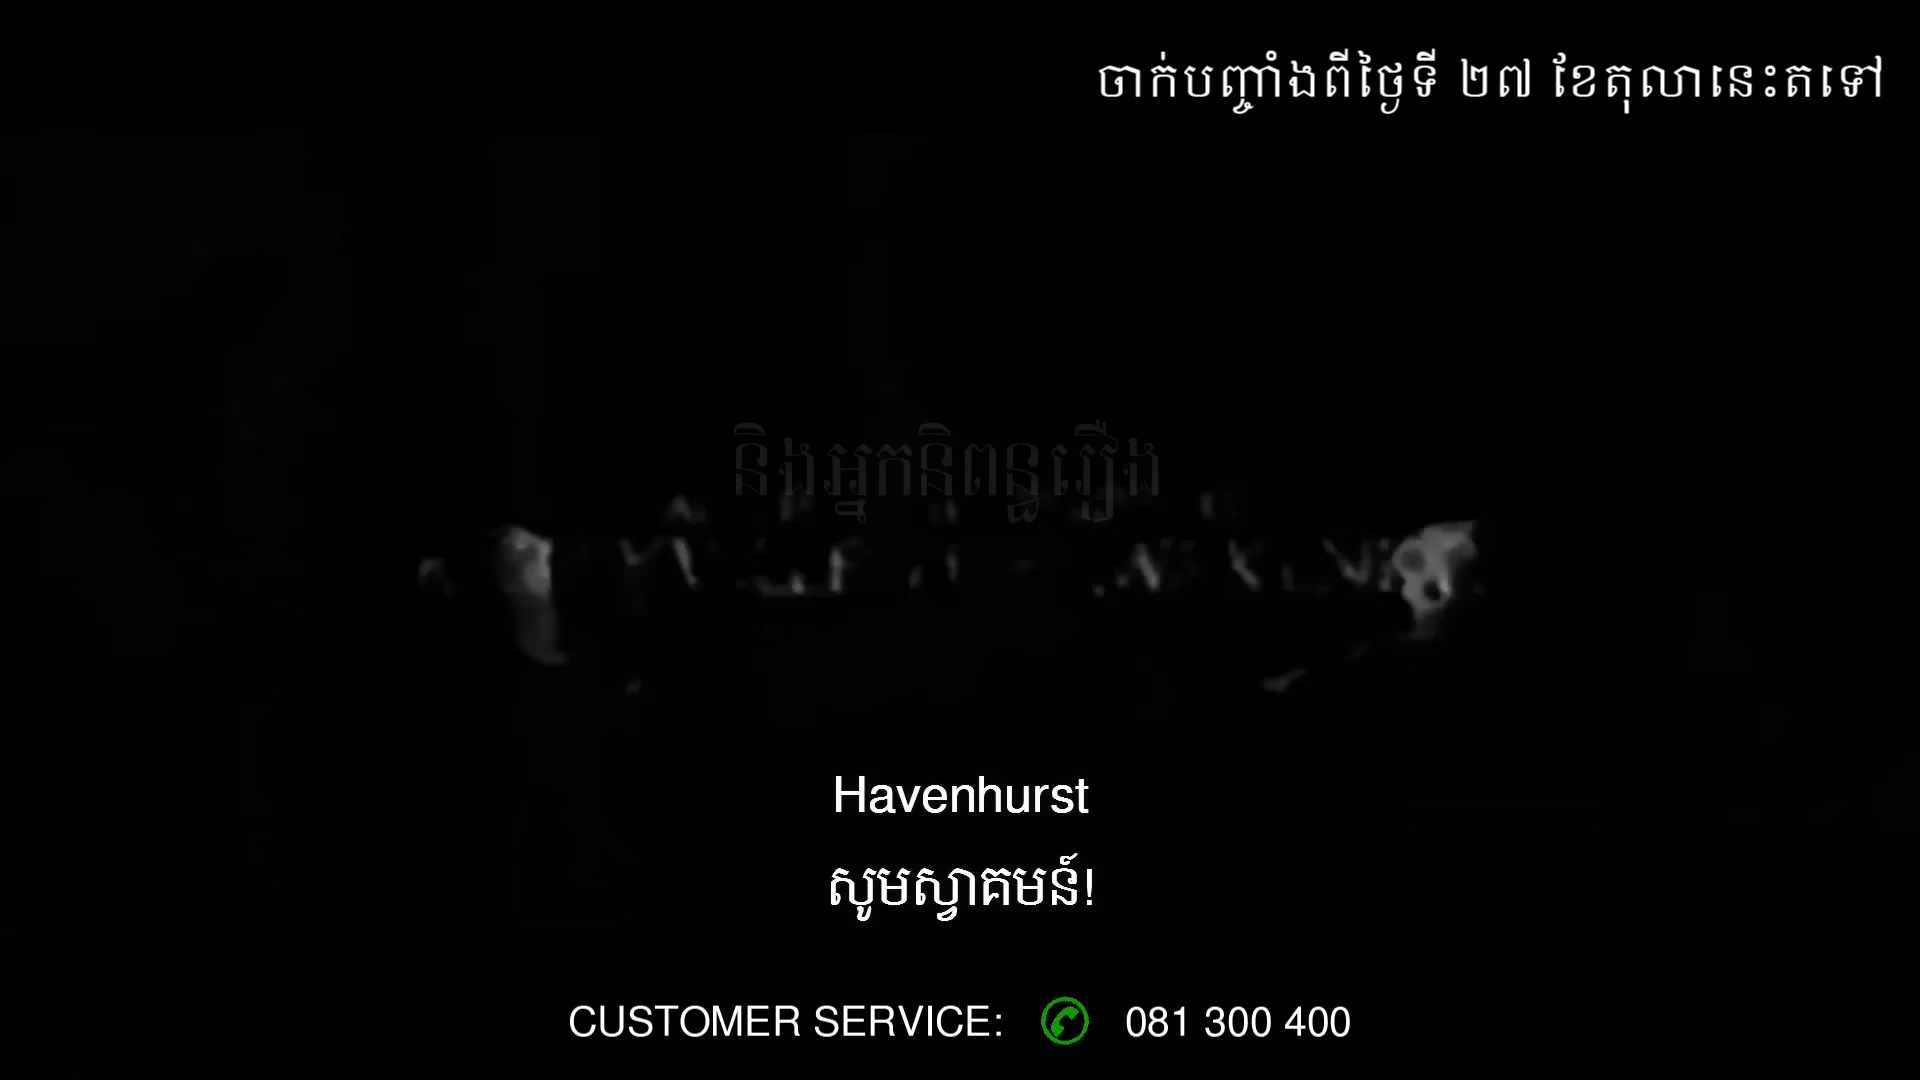 ចាក់បញ្ចាំងពីថ្ងៃទី ២៧ ខែតុលានេះតទៅ
និងអ្នកនិពន្ធរឿង
Havenhurst
សូមស្វាគមន៍!
CUSTOMER SERVICE: 081 300 400